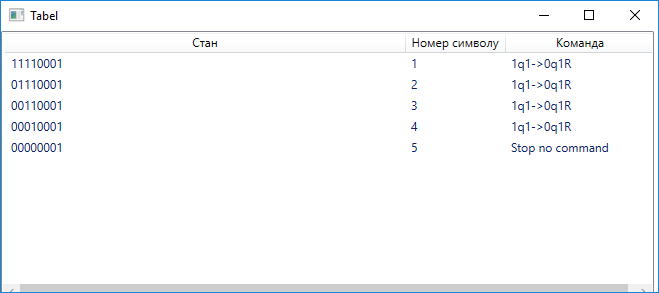 Tabel
Стан Номер символу Команда
11110001 1 1q1->0q1R
01110001 2 1q1->0q1R
00110001 3 1q1->0q1R
00010001 4 1q1->0q1R
00000001 5 Stop no command